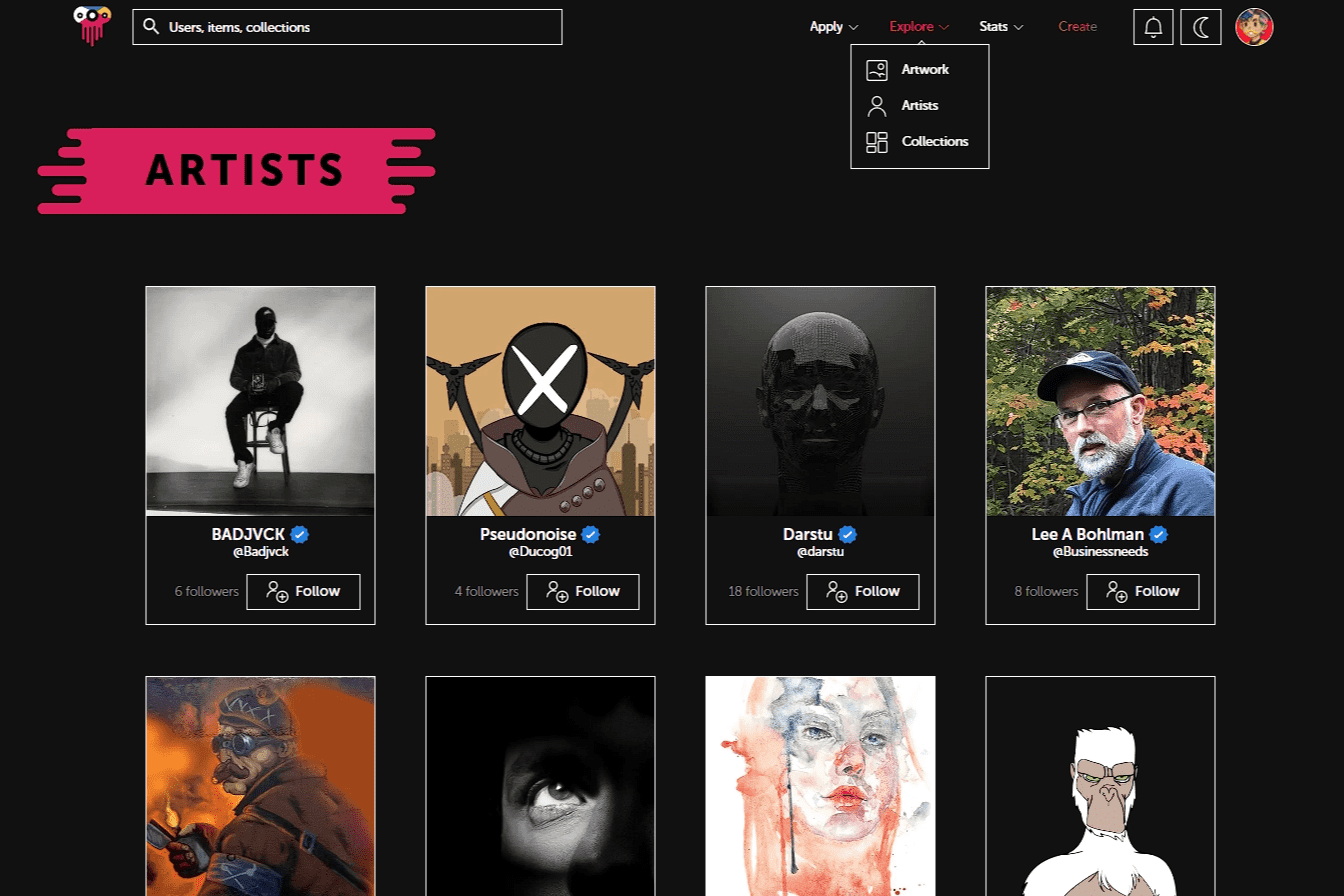 Users, items, collections
Apply
Explore
Stats
Create
Artwork
Artists
Collections
ARTISTS
BADJVCK
@Badjvck
6 followers
Follow
Pseudonoise
@Ducog01
4 followers
Follow
Darstu
@darstu
18 followers
Follow
Lee A Bohlman
@Businessneeds
8 followers
Follow